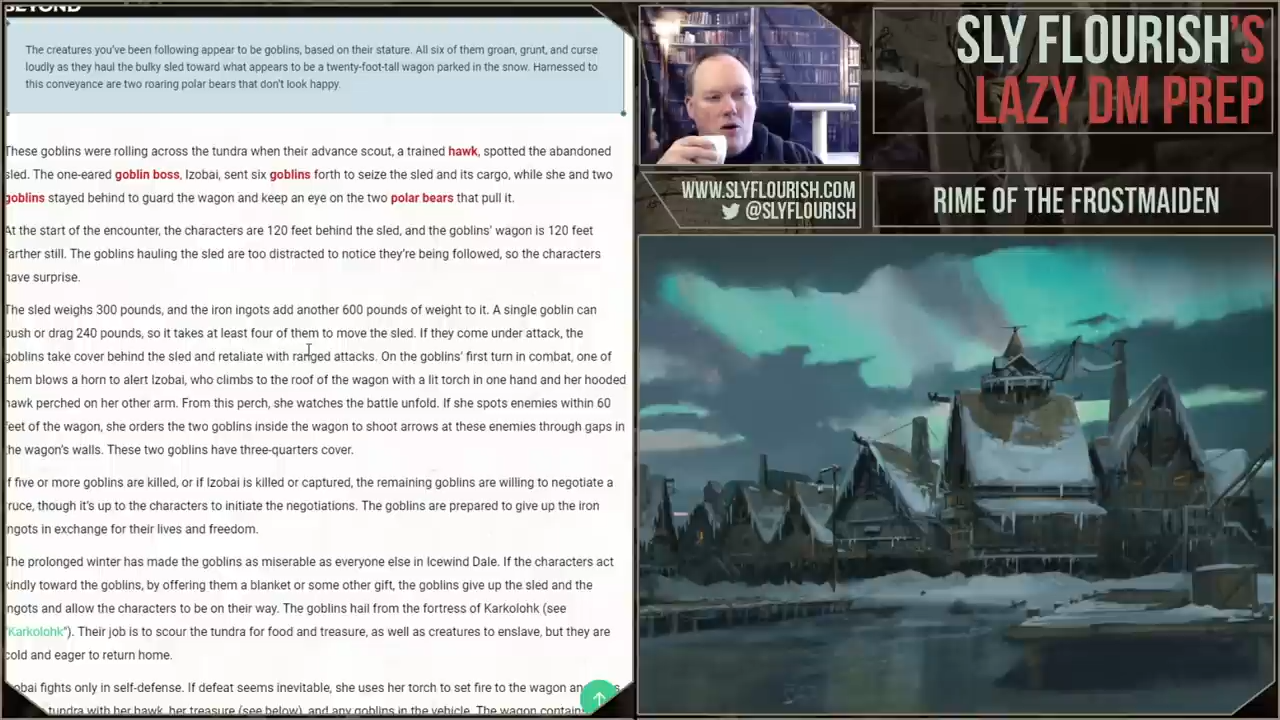 BEYOND
The creatures you've been following appear to be goblins, based on their stature. All six of them groan, grunt, and curse
loudly as they haul the bulky sled toward what appears to be a twenty-foot-tall wagon parked in the snow. Harnessed to
this conveyance are two roaring polar bears that don't look happy.
These goblins were rolling across the tundra when their advance scout, a trained hawk, spotted the abandoned
sled. The one-eared goblin boss, Izobai, sent six goblins forth to seize the sled and its cargo, while she and two
goblins stayed behind to guard the wagon and keep an eye on the two polar bears that pull it.
At the start of the encounter, the characters are 120 feet behind the sled, and the goblins' wagon is 120 feet
farther still. The goblins hauling the sled are too distracted to notice they're being followed, so the characters
have surprise.
The sled weighs 300 pounds, and the iron ingots add another 600 pounds of weight to it. A single goblin can
push or drag 240 pounds, so it takes at least four of them to move the sled. If they come under attack, the
goblins take cover behind the sled and retaliate with ranged attacks. On the goblins' first turn in combat, one of
them blows a horn to alert Izobai, who climbs to the roof of the wagon with a lit torch in one hand and her hooded
hawk perched on her other arm. From this perch, she watches the battle unfold. If she spots enemies within 60
feet of the wagon, she orders the two goblins inside the wagon to shoot arrows at these enemies through gaps in
the wagon's walls. These two goblins have three-quarters cover.
If five or more goblins are killed, or if Izobai is killed or captured, the remaining goblins are willing to negotiate a
truce, though it's up to the characters to initiate the negotiations. The goblins are prepared to give up the iron
ingots in exchange for their lives and freedom.
The prolonged winter has made the goblins as miserable as everyone else in Icewind Dale. If the characters act
kindly toward the goblins, by offering them a blanket or some other gift, the goblins give up the sled and the
ingots and allow the characters to be on their way. The goblins hail from the fortress of Karkolohk (see
"Karkolohk"). Their job is to scour the tundra for food and treasure, as well as creatures to enslave, but they are
cold and eager to return home.
Izobai fights only in self-defense. If defeat seems inevitable, she uses her torch to set fire to the wagon and
tundra with her hawk, her treasure (see below), and any goblins in the vehicle. The wagon contains
SLY FLOURISH'S
LAZY DM PREP
WWW.SLYFLOURISH.COM
@SLYFLOURISH
RIME OF THE FROSTMAIDEN